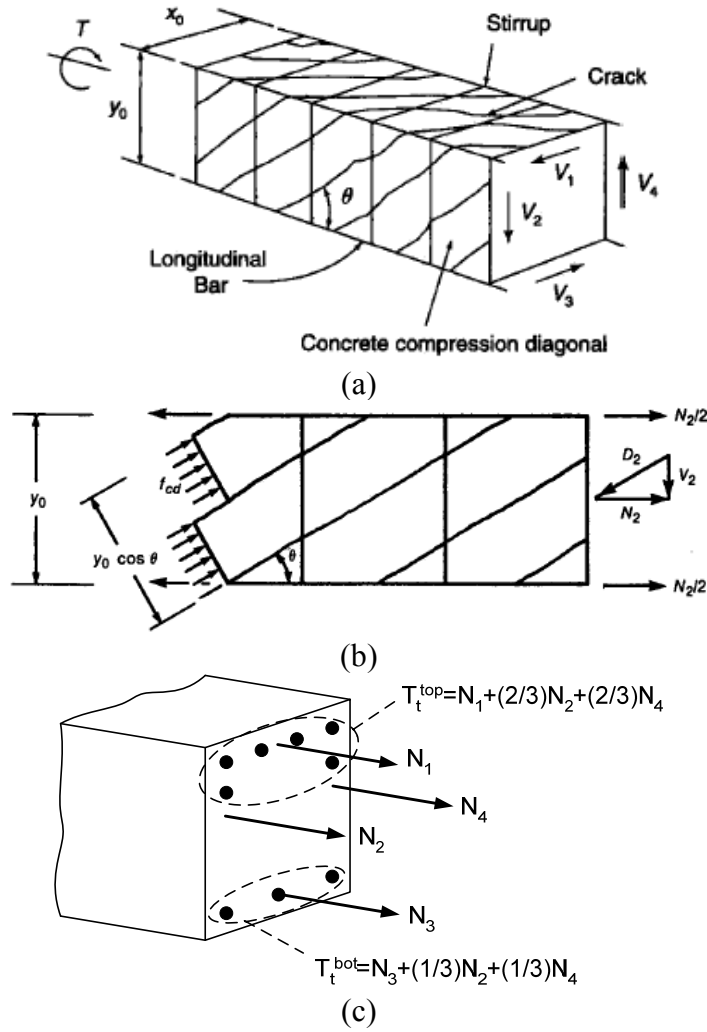 x₀
T
Stirrup
Crack
y₀
V₁
V₄
θ
V₂
Longitudinal
Bar
V₃
Concrete compression diagonal
(a)
N₂/2
f_cd
D₂
V₂
y₀
N₂
y₀ cos θ
θ
N₂/2
(b)
Tₜᵗᵒᵖ=N₁+(2/3)N₂+(2/3)N₄
N₁
N₄
N₂
N₃
Tₜᵇᵒᵗ=N₃+(1/3)N₂+(1/3)N₄
(c)